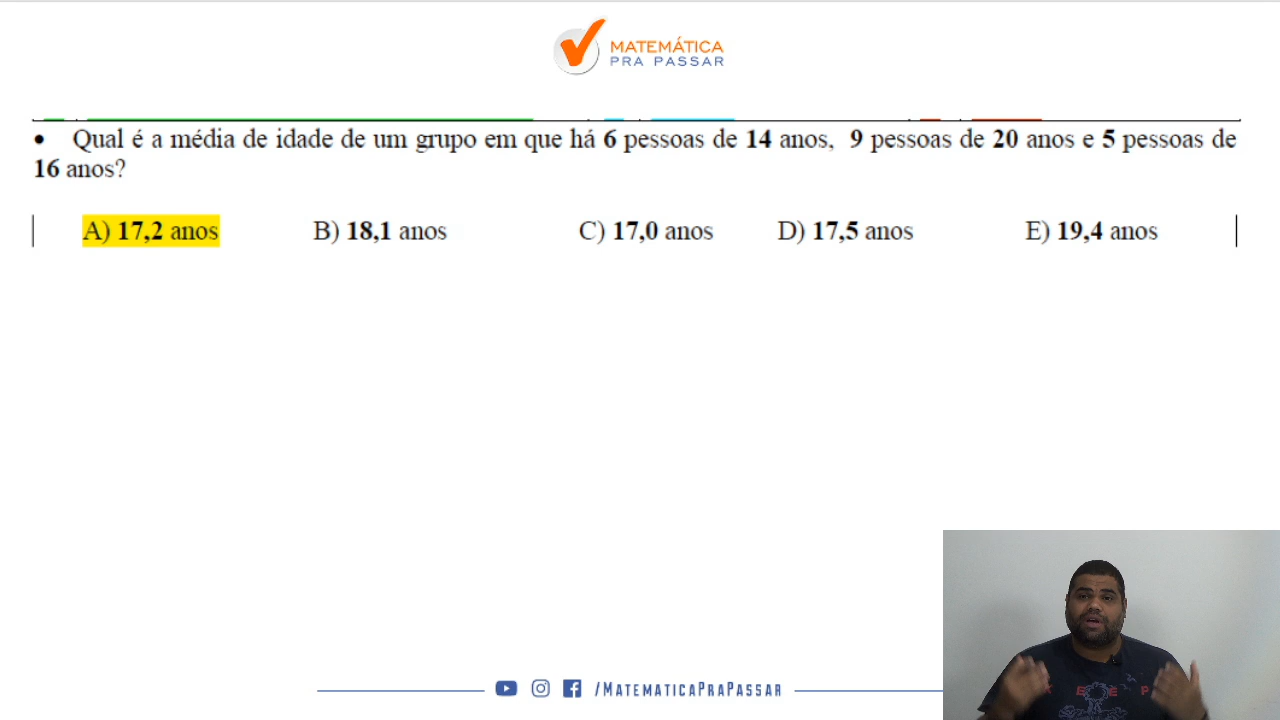 MATEMÁTICA
PRA PASSAR
• Qual é a média de idade de um grupo em que há 6 pessoas de 14 anos, 9 pessoas de 20 anos e 5 pessoas de
16 anos?
A) 17,2 anos B) 18,1 anos C) 17,0 anos D) 17,5 anos E) 19,4 anos
/MATEMATICAPRAPASSAR